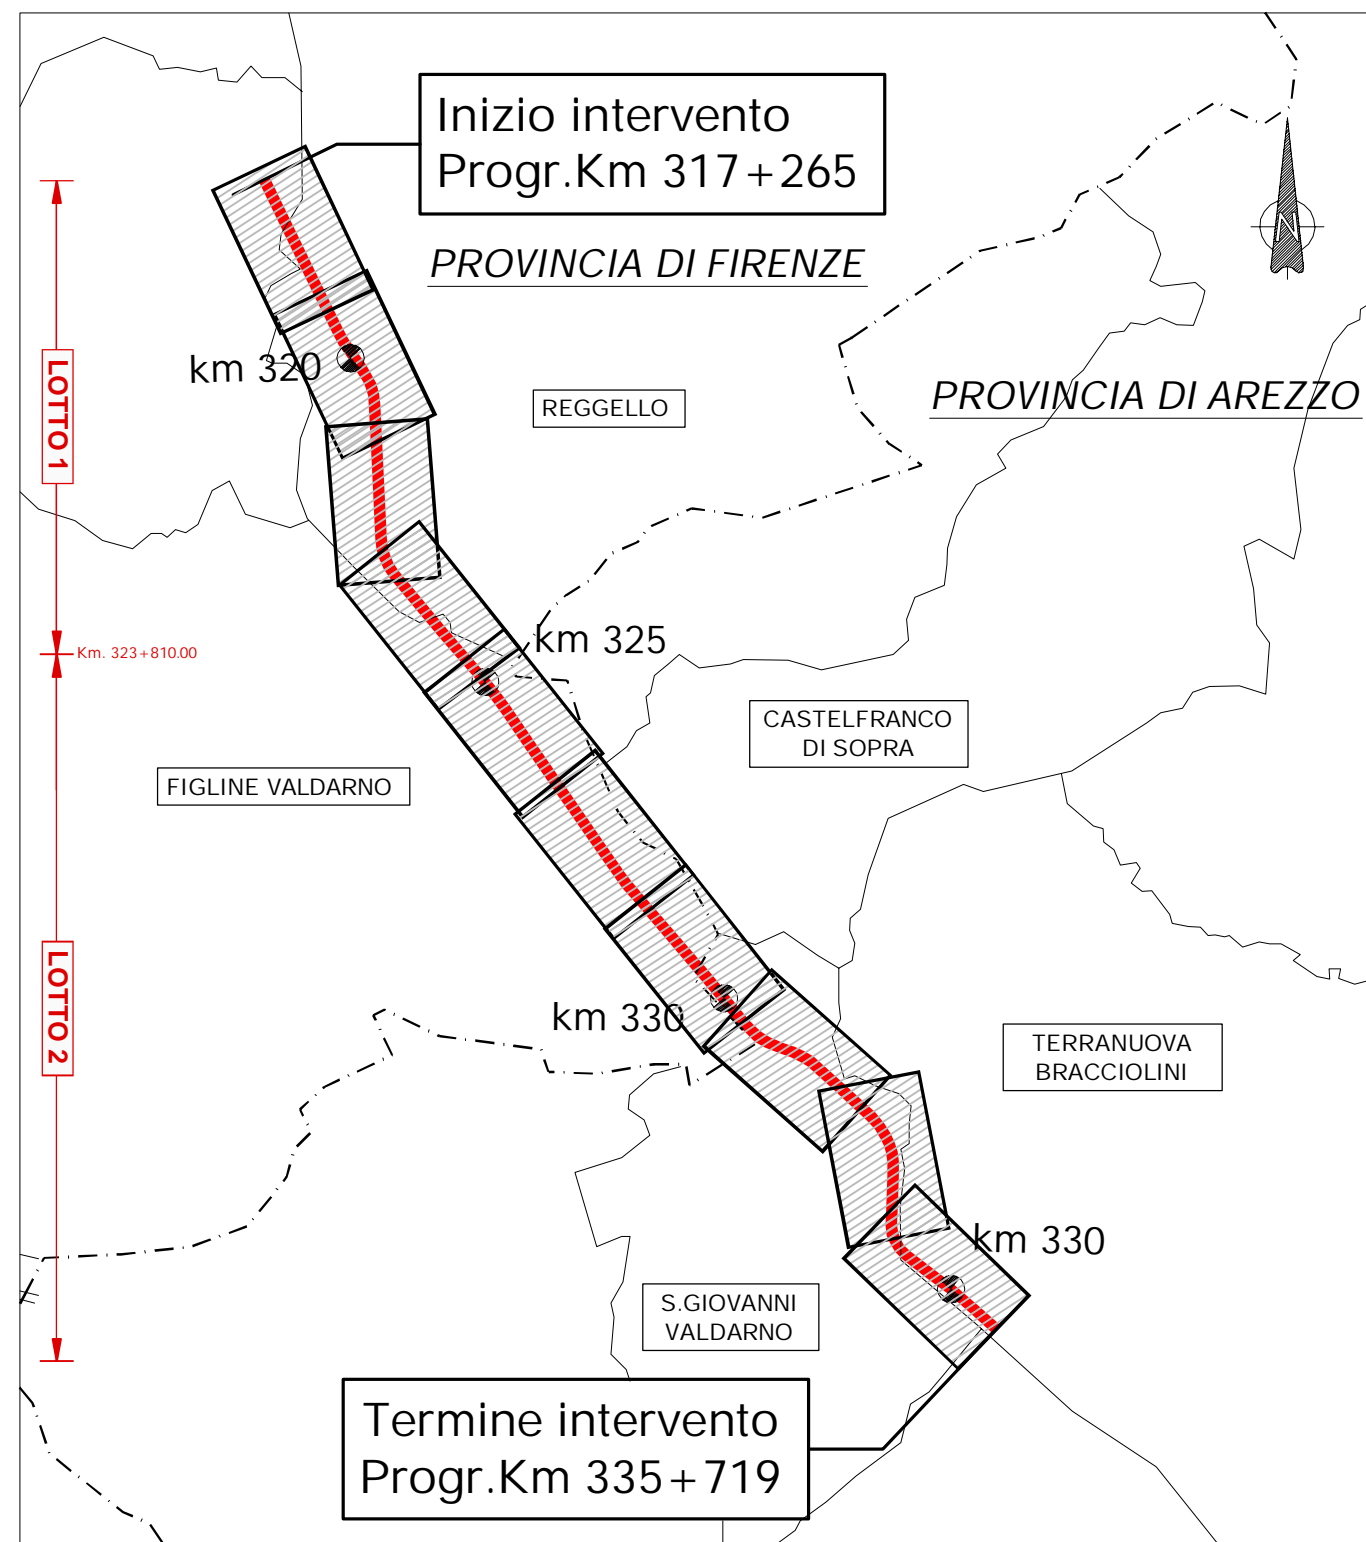 Inizio intervento
Progr.Km 317+265
PROVINCIA DI FIRENZE
N
km 320
LOTTO 1
REGGELLO
PROVINCIA DI AREZZO
km 325
Km. 323+810.00
CASTELFRANCO
DI SOPRA
FIGLINE VALDARNO
LOTTO 2
km 330
TERRANUOVA
BRACCIOLINI
km 330
S.GIOVANNI
VALDARNO
Termine intervento
Progr.Km 335+719